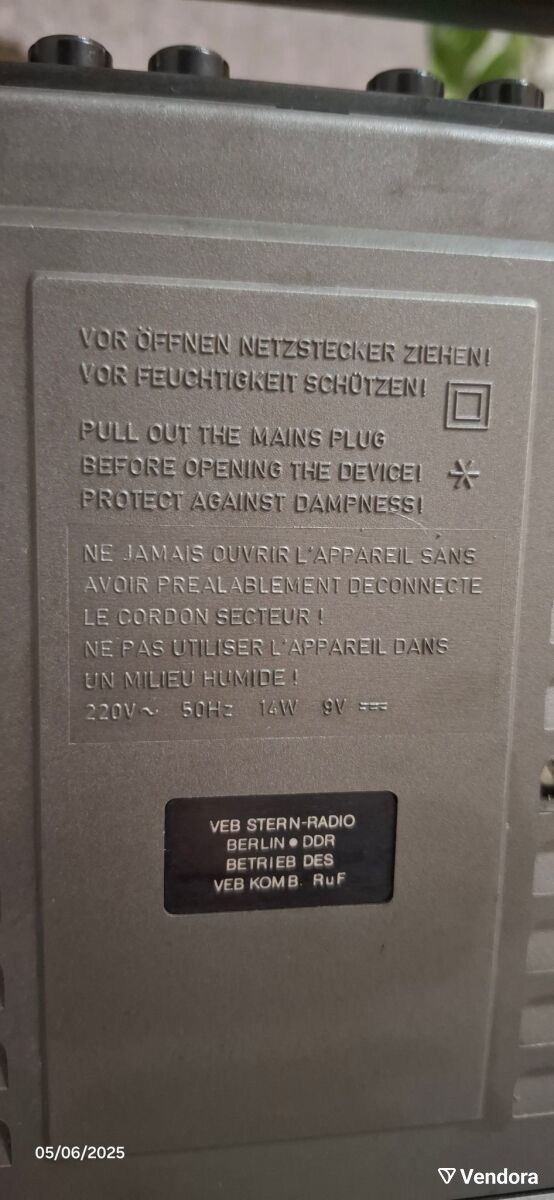 VOR ÖFFNEN NETZSTECKER ZIEHEN!
VOR FEUCHTIGKEIT SCHÜTZEN!
PULL OUT THE MAINS PLUG
BEFORE OPENING THE DEVICE!
PROTECT AGAINST DAMPNESS!
NE JAMAIS OUVRIR L'APPAREIL SANS
AVOIR PREALABLEMENT DECONNECTE
LE CORDON SECTEUR !
NE PAS UTILISER L'APPAREIL DANS
UN MILIEU HUMIDE !
220V~ 50Hz 14W 9V ⎓
VEB STERN-RADIO
BERLIN • DDR
BETRIEB DES
VEB KOMB. RuF
05/06/2025
Vendora